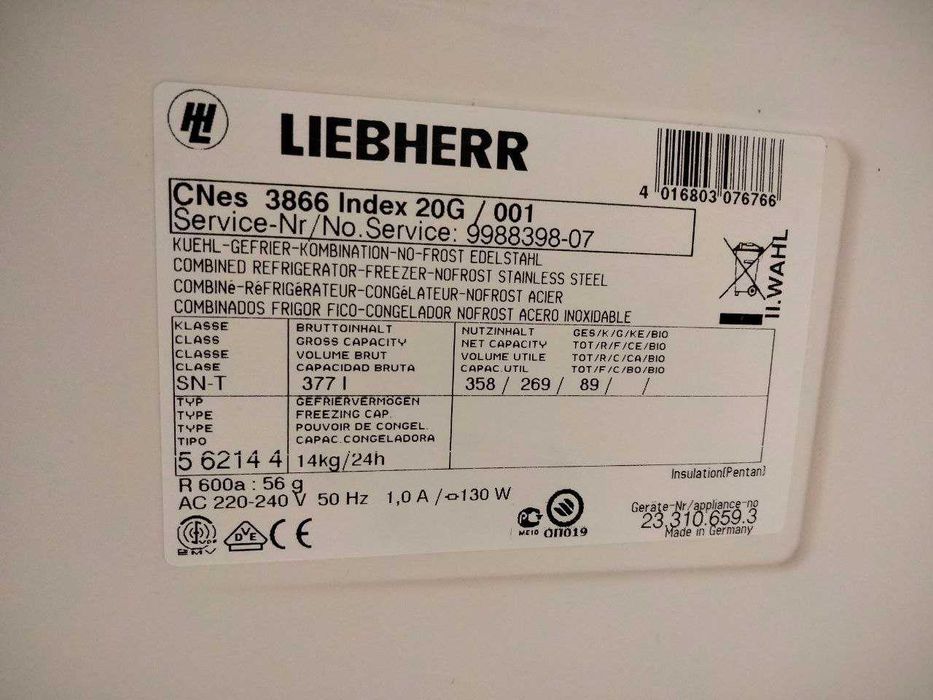 LIEBHERR
4 016803 076766
CNes 3866 Index 20G / 001
Service-Nr/No.Service: 9988398-07
KUEHL-GEFRIER-KOMBINATION-NO-FROST EDELSTAHL
COMBINED REFRIGERATOR-FREEZER-NOFROST STAINLESS STEEL
COMBINé-RéFRIGéRATEUR-CONGéLATEUR-NOFROST ACIER
COMBINADOS FRIGOR FICO-CONGELADOR NOFROST ACERO INOXIDABLE
II.WAHL
KLASSE BRUTTOINHALT NUTZINHALT GES/K/G/KE/BIO
CLASS GROSS CAPACITY NET CAPACITY TOT/R/F/CE/BIO
CLASSE VOLUME BRUT VOLUME UTILE TOT/R/C/CA/BIO
CLASE CAPACIDAD BRUTA CAPAC.UTIL TOT/F/C/BO/BIO
SN-T 377 l 358 / 269 / 89 / /
TYP GEFRIERVERMÖGEN
TYPE FREEZING CAP.
TYPE POUVOIR DE CONGEL.
TIPO CAPAC.CONGELADORA
5 6214 4 14kg/24h
Insulation(Pentan)
R 600a : 56 g
AC 220-240 V 50 Hz 1,0 A / 130 W
Geräte-Nr/appliance-no
23.310.659.3
Made in Germany
EMV VDE CE
МЕ10 ОП019